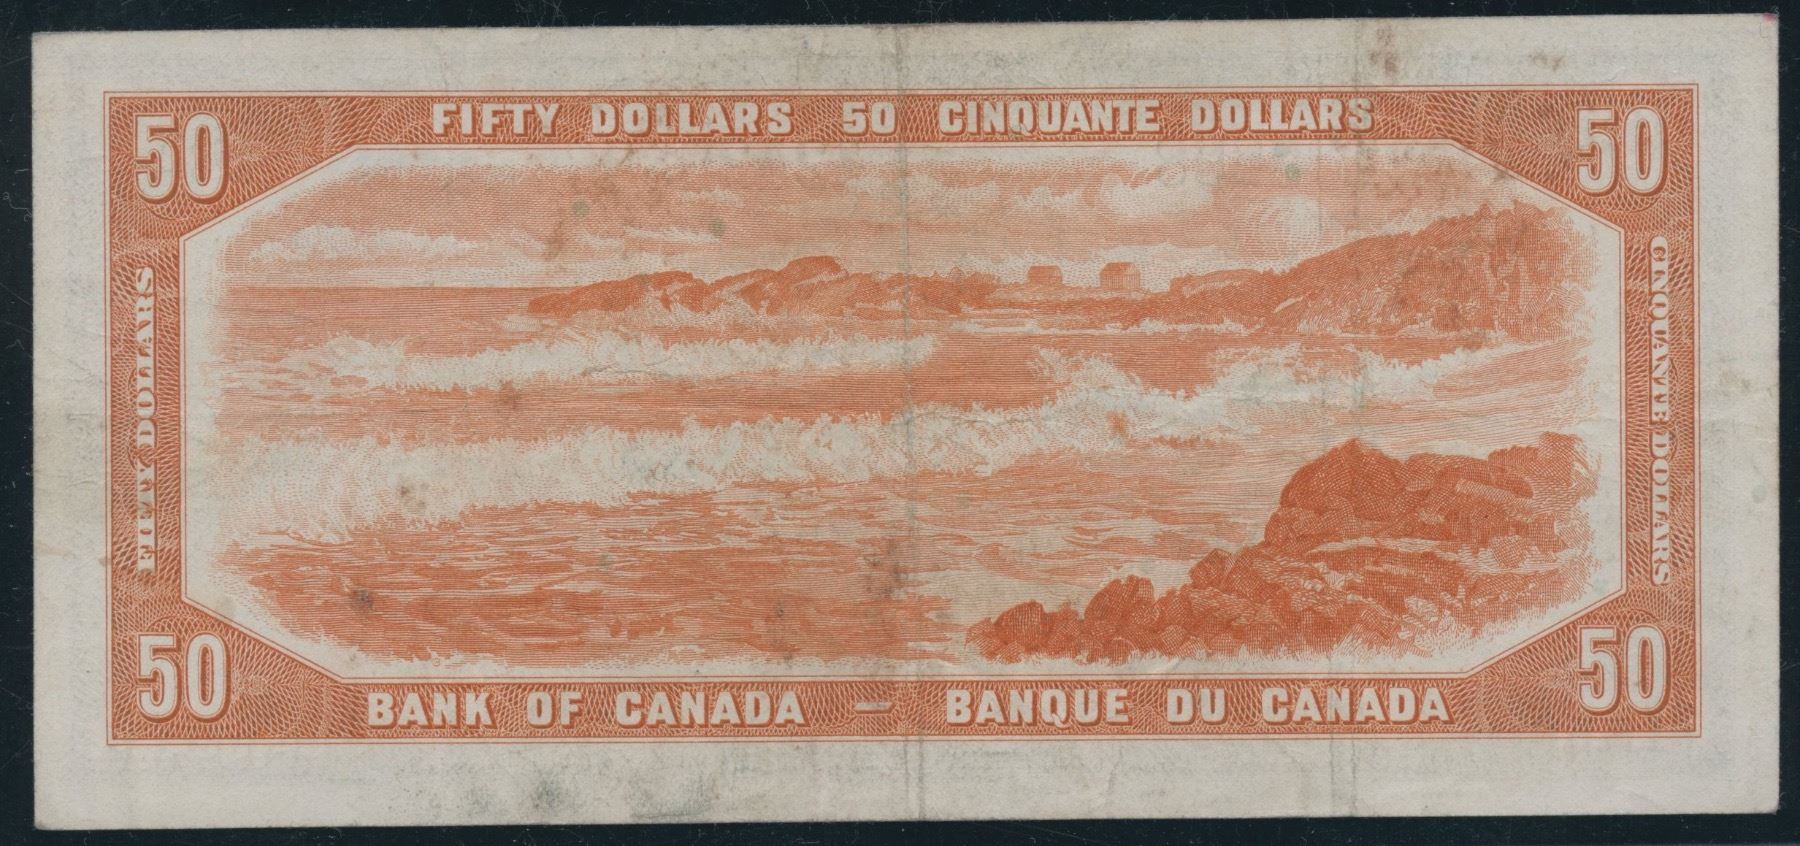 50 FIFTY DOLLARS 50 CINQUANTE DOLLARS 50
FIFTY DOLLARS
CINQUANTE DOLLARS
50 BANK OF CANADA – BANQUE DU CANADA 50